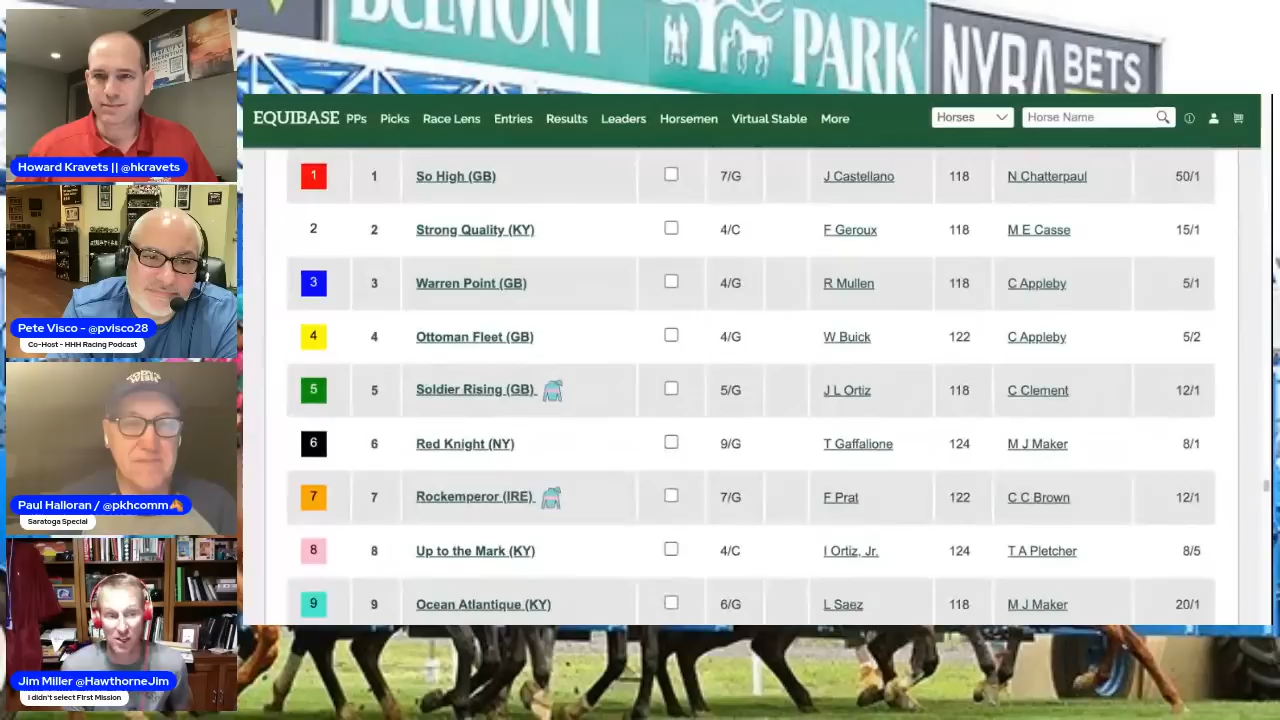 BELMONT PARK
NYRA BETS
Howard Kravets || @hkravets
Pete Visco - @pvisco28
Co-Host - HHH Racing Podcast
Paul Halloran / @pkhcomm🐴
Saratoga Special
Jim Miller @HawthorneJim
I didn't select First Mission
EQUIBASE PPs Picks Race Lens Entries Results Leaders Horsemen Virtual Stable More Horses Horse Name
1 1 So High (GB) 7/G J Castellano 118 N Chatterpaul 50/1
2 2 Strong Quality (KY) 4/C F Geroux 118 M E Casse 15/1
3 3 Warren Point (GB) 4/G R Mullen 118 C Appleby 5/1
4 4 Ottoman Fleet (GB) 4/G W Buick 122 C Appleby 5/2
5 5 Soldier Rising (GB) 5/G J L Ortiz 118 C Clement 12/1
6 6 Red Knight (NY) 9/G T Gaffalione 124 M J Maker 8/1
7 7 Rockemperor (IRE) 7/G F Prat 122 C C Brown 12/1
8 8 Up to the Mark (KY) 4/C I Ortiz, Jr. 124 T A Pletcher 8/5
9 9 Ocean Atlantique (KY) 6/G L Saez 118 M J Maker 20/1